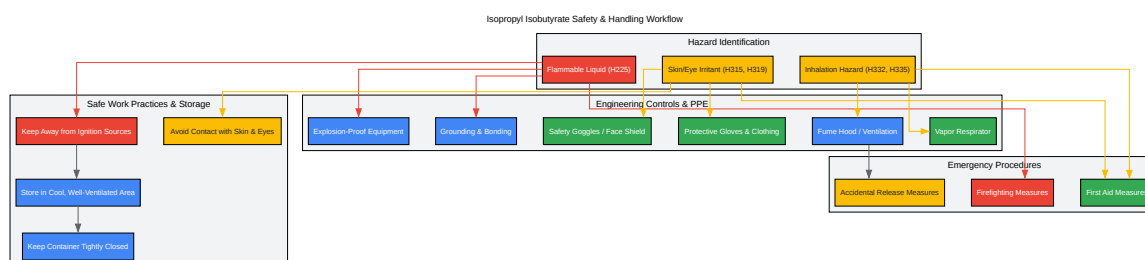 Isopropyl Isobutyrate Safety & Handling Workflow
Hazard Identification
Flammable Liquid (H225)
Skin/Eye Irritant (H315, H319)
Inhalation Hazard (H332, H335)
Safe Work Practices & Storage
Engineering Controls & PPE
Keep Away from Ignition Sources
Avoid Contact with Skin & Eyes
Explosion-Proof Equipment
Grounding & Bonding
Safety Goggles / Face Shield
Protective Gloves & Clothing
Fume Hood / Ventilation
Vapor Respirator
Emergency Procedures
Store in Cool, Well-Ventilated Area
Accidental Release Measures
Firefighting Measures
First Aid Measures
Keep Container Tightly Closed